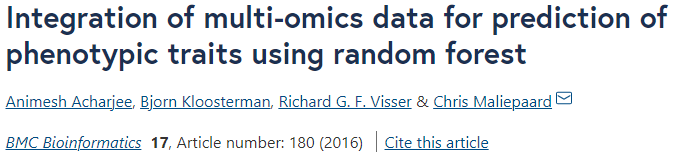 Integration of multi-omics data for prediction of
phenotypic traits using random forest
Animesh Acharjee, Bjorn Kloosterman, Richard G. F. Visser & Chris Maliepaard
BMC Bioinformatics 17, Article number: 180 (2016) | Cite this article